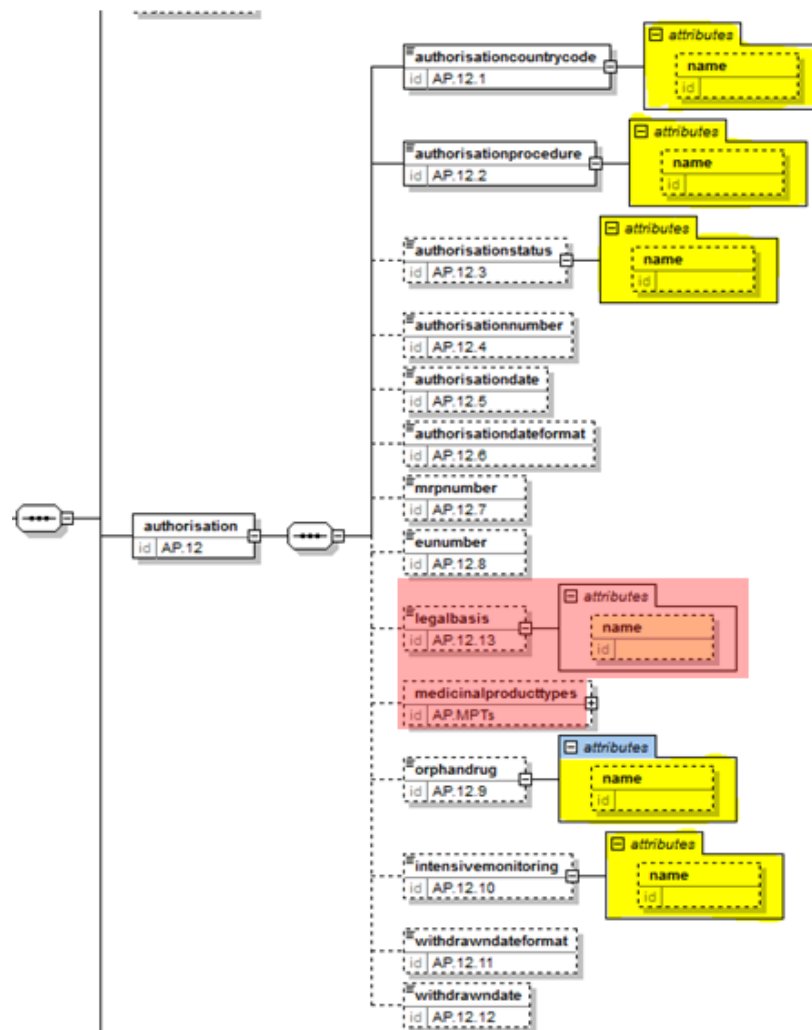 authorisationcountrycode
id AP.12.1
attributes
name
id
authorisationprocedure
id AP.12.2
attributes
name
id
authorisationstatus
id AP.12.3
attributes
name
id
authorisationnumber
id AP.12.4
authorisationdate
id AP.12.5
authorisationdateformat
id AP.12.6
mrpnumber
id AP.12.7
authorisation
id AP.12
eunumber
id AP.12.8
legalbasis
id AP.12.13
attributes
name
id
medicinalproducttypes
id AP.MPTs
orphandrug
id AP.12.9
attributes
name
id
intensivemonitoring
id AP.12.10
attributes
name
id
withdrawndateformat
id AP.12.11
withdrawndate
id AP.12.12